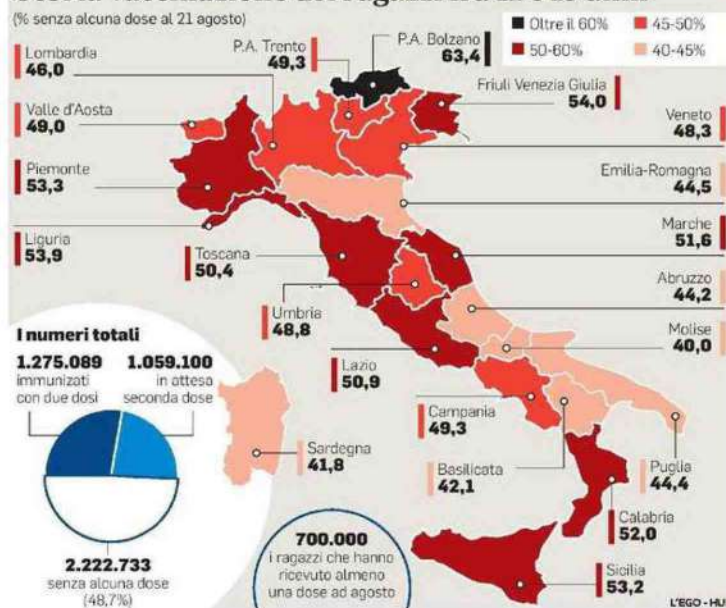 (% senza alcuna dose al 21 agosto)
Oltre il 60%
45-50%
50-60%
40-45%
Lombardia
46,0
P.A. Trento
49,3
P.A. Bolzano
63,4
Friuli Venezia Giulia
54,0
Valle d'Aosta
49,0
Veneto
48,3
Piemonte
53,3
Emilia-Romagna
44,5
Liguria
53,9
Toscana
50,4
Marche
51,6
Abruzzo
44,2
Umbria
48,8
Molise
40,0
Lazio
50,9
Campania
49,3
Sardegna
41,8
Basilicata
42,1
Puglia
44,4
Calabria
52,0
Sicilia
53,2
I numeri totali
1.275.089
immunizati
con due dosi
1.059.100
in attesa
seconda dose
2.222.733
senza alcuna dose
(48,7%)
700.000
i ragazzi che hanno
ricevuto almeno
una dose ad agosto
L'EGO - HU